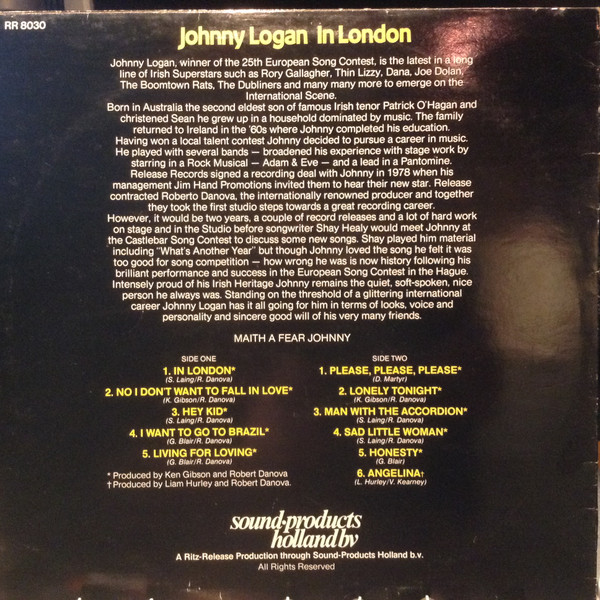 RR 8030
Johnny Logan in London
Johnny Logan, winner of the 25th European Song Contest, is the latest in a long
line of Irish Superstars such as Rory Gallagher, Thin Lizzy, Dana, Joe Dolan,
The Boomtown Rats, The Dubliners and many many more to emerge on the
International Scene.
Born in Australia the second eldest son of famous Irish tenor Patrick O'Hagan and
christened Sean he grew up in a household dominated by music. The family
returned to Ireland in the '60s where Johnny completed his education.
Having won a local talent contest Johnny decided to pursue a career in music.
He played with several bands — broadened his experience with stage work by
starring in a Rock Musical — Adam & Eve — and a lead in a Pantomine.
Release Records signed a recording deal with Johnny in 1978 when his
management Jim Hand Promotions invited them to hear their new star. Release
contracted Roberto Danova, the internationally renowned producer and together
they took the first studio steps towards a great recording career.
However, it would be two years, a couple of record releases and a lot of hard work
on stage and in the Studio before songwriter Shay Healy would meet Johnny at
the Castlebar Song Contest to discuss some new songs. Shay played him material
including "What's Another Year" but though Johnny loved the song he felt it was
too good for song competition — how wrong he was is now history following his
brilliant performance and success in the European Song Contest in the Hague.
Intensely proud of his Irish Heritage Johnny remains the quiet, soft-spoken, nice
person he always was. Standing on the threshold of a glittering international
career Johnny Logan has it all going for him in terms of looks, voice and
personality and sincere good will of his very many friends.
MAITH A FEAR JOHNNY
SIDE ONE
1. IN LONDON*
(S. Laing/R. Danova)
2. NO I DON'T WANT TO FALL IN LOVE*
(K. Gibson/R. Danova)
3. HEY KID*
(S. Laing/R. Danova)
4. I WANT TO GO TO BRAZIL*
(G. Blair/R. Danova)
5. LIVING FOR LOVING*
(G. Blair/R. Danova)
* Produced by Ken Gibson and Robert Danova
† Produced by Liam Hurley and Robert Danova.
SIDE TWO
1. PLEASE, PLEASE, PLEASE*
(D. Martyr)
2. LONELY TONIGHT*
(K. Gibson/R. Danova)
3. MAN WITH THE ACCORDION*
(S. Laing/R. Danova)
4. SAD LITTLE WOMAN*
(S. Laing/R. Danova)
5. HONESTY*
(G. Blair)
6. ANGELINA†
(L. Hurley/V. Kearney)
sound-products
holland bv
A Ritz-Release Production through Sound-Products Holland b.v.
All Rights Reserved